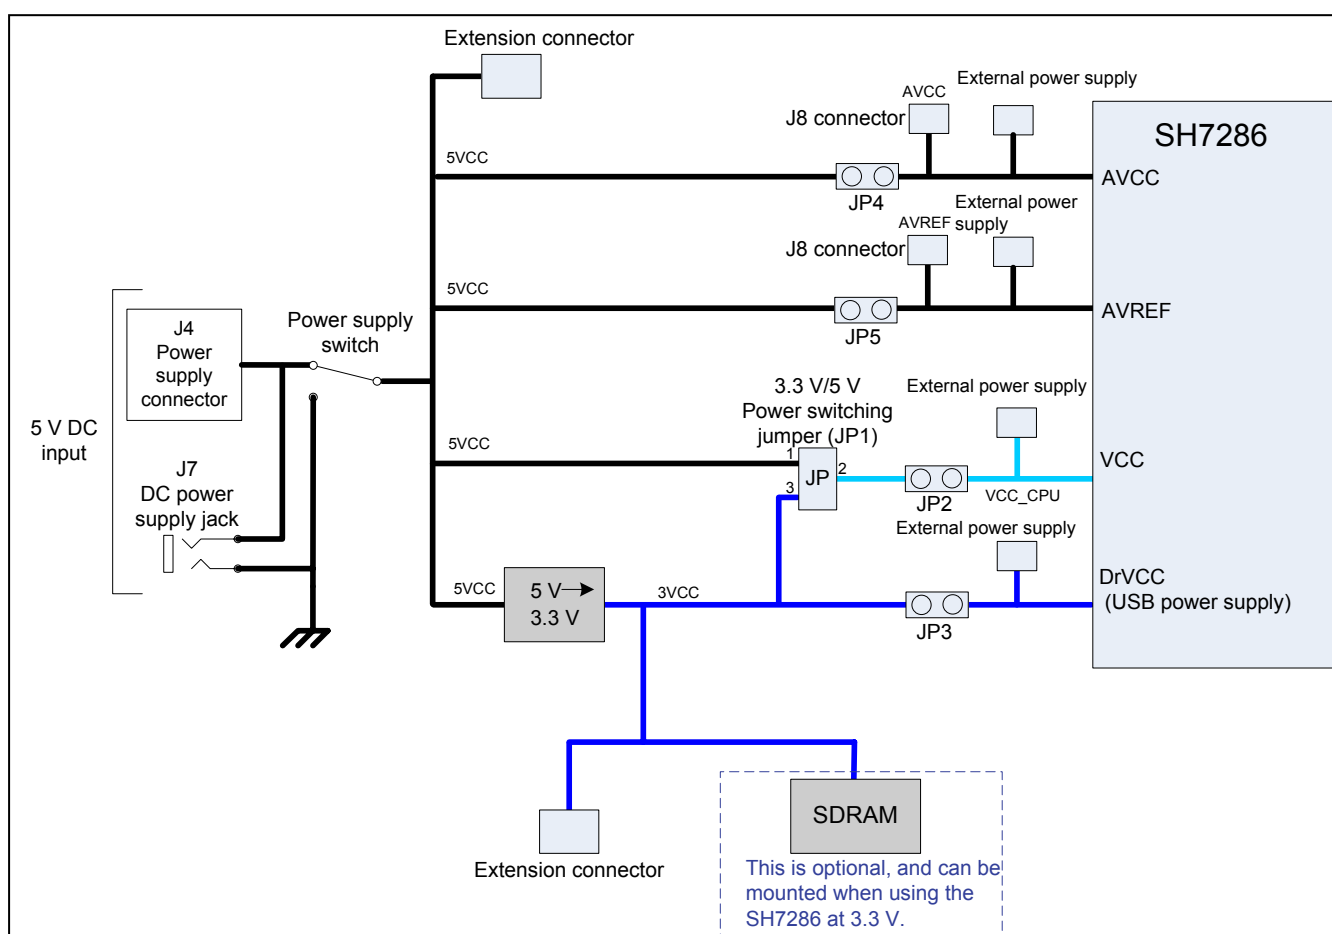 Extension connector
External power supply
AVCC
J8 connector
SH7286
5VCC
AVCC
JP4
External power
supply
AVREF
J8 connector
5VCC
AVREF
JP5
J4
Power
supply
connector
Power supply
switch
5 V DC
input
J7
DC power
supply jack
3.3 V/5 V
Power switching
jumper (JP1)
External power supply
5VCC
1
JP
2
3
VCC
JP2
VCC_CPU
External power supply
5VCC
5 V
3.3 V
3VCC
JP3
DrVCC
(USB power supply)
SDRAM
Extension connector
This is optional, and can be
mounted when using the
SH7286 at 3.3 V.